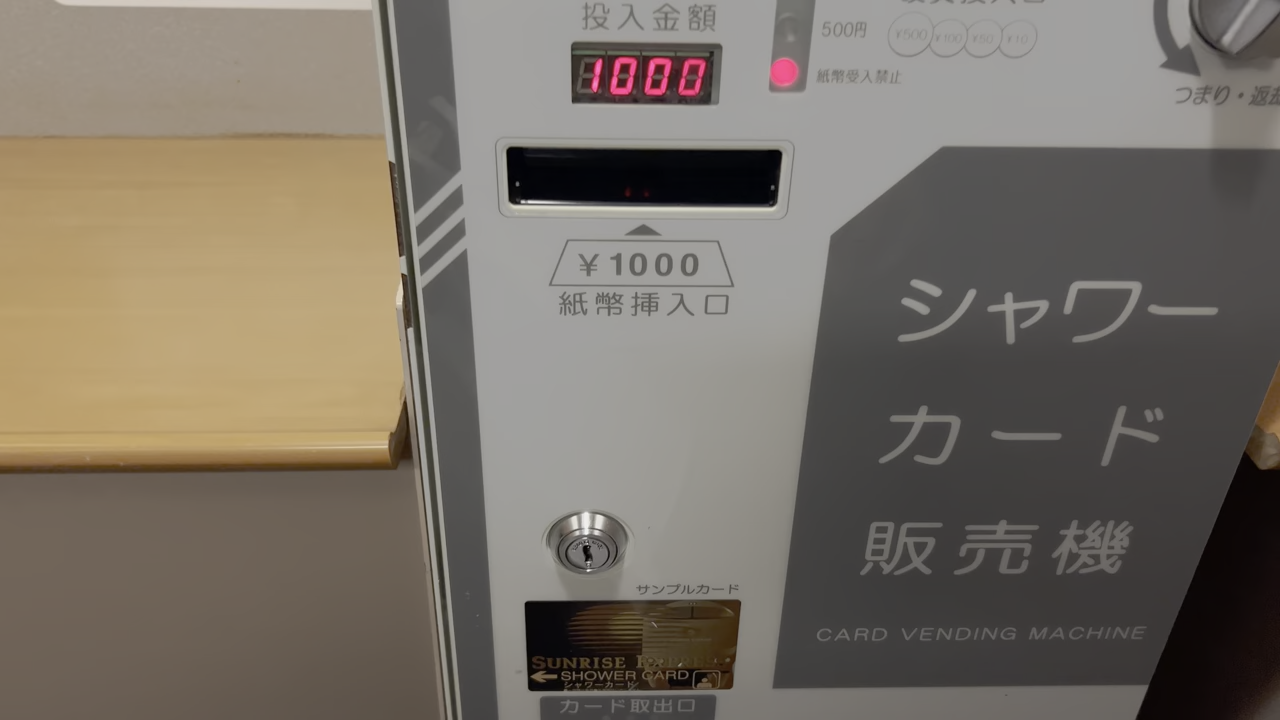 投入金額
1000
500円
¥500 ¥100 ¥50 ¥10
紙幣受入禁止
つまり・返却
¥1000
紙幣挿入口
シャワー
カード
販売機
CARD VENDING MACHINE
サンプルカード
SUNRISE
SHOWER CARD
シャワーカード
カード取出口